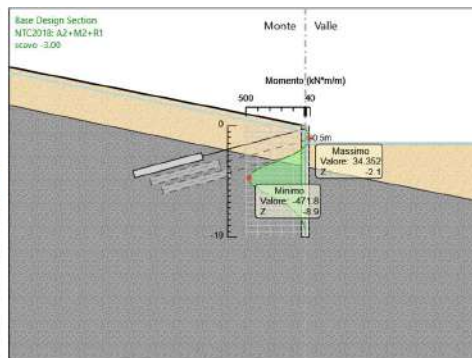 Base Design Section
NTC2018: A2+M2+R1
scavo -3.00
Monte Valle
Momento (kN*m/m)
500 40
0
0.5m
Massimo
Valore: 34.352
Z -2.1
Minimo
Valore: -471.8
Z -8.9
-19